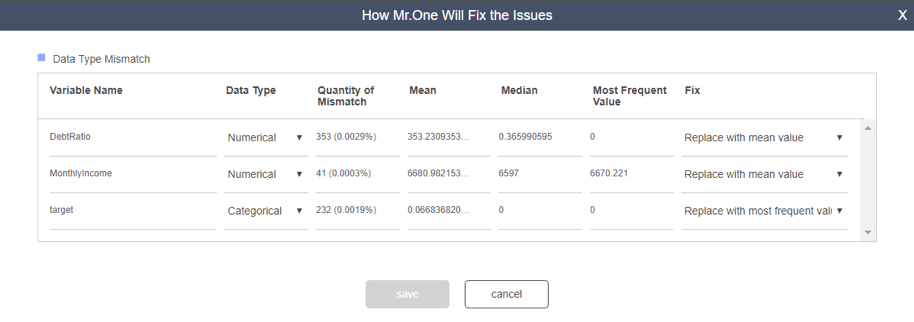 How Mr.One Will Fix the Issues X
Data Type Mismatch
Variable Name Data Type Quantity of Mismatch Mean Median Most Frequent Value Fix
DebtRatio Numerical 353 (0.0029%) 353.2309353... 0.365990595 0 Replace with mean value
MonthlyIncome Numerical 41 (0.0003%) 6680.982153... 6597 6670.221 Replace with mean value
target Categorical 232 (0.0019%) 0.066836820... 0 0 Replace with most frequent valu
save cancel